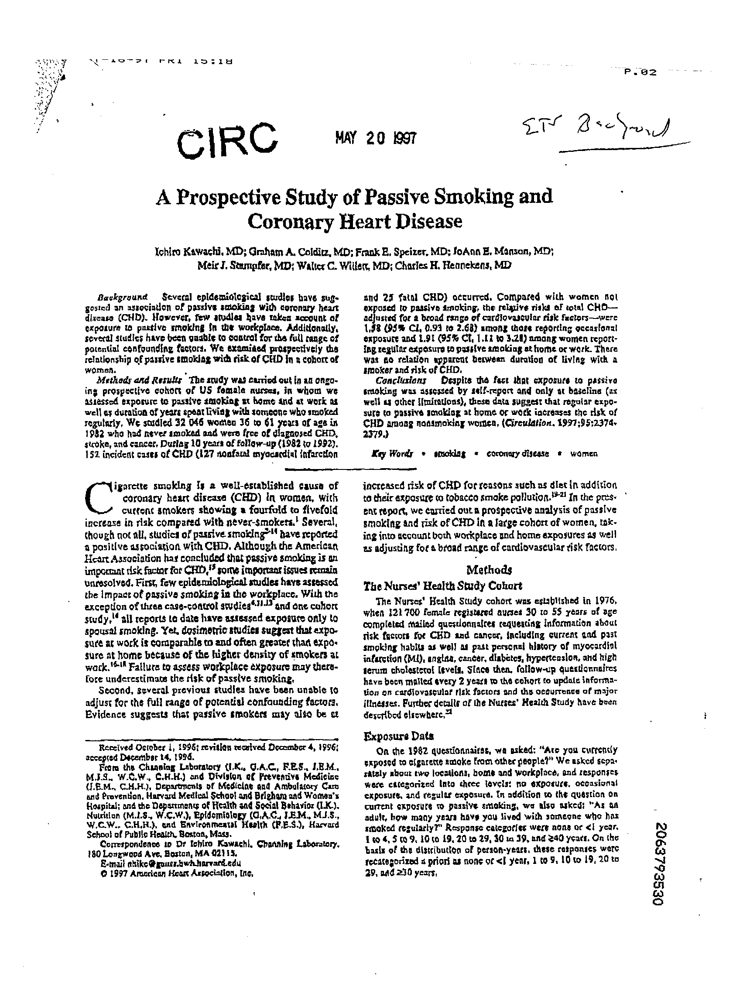 FRI 15:18
P.02
CIRC
MAY 20 1997
A Prospective Study of Passive Smoking and
Coronary Heart Disease
Ichiro Kawachi, MD; Graham A. Colditz, MD; Frank E. Speizer, MD; JoAnn E. Manson, MD;
Meir J. Stampfer, MD; Walter C. Willett, MD; Charles H. Hennekens, MD
Background Several epidemiological studies have sug-
gested an association of passive smoking with coronary heart
disease (CHD). However, few studies have taken account of
exposure to passive smoking in the workplace. Additionally,
several studies have been unable to control for the full range of
potential confounding factors. We examined prospectively the
relationship of passive smoking with risk of CHD in a cohort of
women.
Methods and Results The study was carried out in an ongo-
ing prospective cohort of US female nurses, in whom we
assessed exposure to passive smoking at home and at work as
well as duration of years spent living with someone who smoked
regularly. We studied 32 046 women 36 to 61 years of age in
1982 who had never smoked and were free of diagnosed CHD,
stroke, and cancer. During 10 years of follow-up (1982 to 1992),
152 incident cases of CHD (127 nonfatal myocardial infarction
and 25 fatal CHD) occurred. Compared with women not
exposed to passive smoking, the relative risks of total CHD—
adjusted for a broad range of cardiovascular risk factors—were
1.58 (95% CI, 0.93 to 2.68) among those reporting occasional
exposure and 1.91 (95% CI, 1.11 to 3.28) among women report-
ing regular exposure to passive smoking at home or work. There
was no relation apparent between duration of living with a
smoker and risk of CHD.
Conclusions Despite the fact that exposure to passive
smoking was assessed by self-report and only at baseline (as
well as other limitations), these data suggest that regular expo-
sure to passive smoking at home or work increases the risk of
CHD among nonsmoking women. (Circulation. 1997;95:2374-
2379.)
Key Words • smoking • coronary disease • women
Cigarette smoking is a well-established cause of
coronary heart disease (CHD) in women, with
current smokers showing a fourfold to fivefold
increase in risk compared with never-smokers.1 Several,
though not all, studies of passive smoking2-14 have reported
a positive association with CHD. Although the American
Heart Association has concluded that passive smoking is an
important risk factor for CHD,15 some important issues remain
unresolved. First, few epidemiological studies have assessed
the impact of passive smoking in the workplace. With the
exception of three case-control studies4,11,13 and one cohort
study,14 all reports to date have assessed exposure only to
spousal smoking. Yet, dosimetric studies suggest that expo-
sure at work is comparable to and often greater than expo-
sure at home because of the higher density of smokers at
work.16-18 Failure to assess workplace exposure may there-
fore underestimate the risk of passive smoking.
Second, several previous studies have been unable to
adjust for the full range of potential confounding factors.
Evidence suggests that passive smokers may also be at
Received October 1, 1996; revision received December 4, 1996;
accepted December 14, 1996.
From the Channing Laboratory (I.K., G.A.C., F.E.S., J.E.M.,
M.J.S., W.C.W., C.H.H.) and Division of Preventive Medicine
(J.E.M., C.H.H.), Departments of Medicine and Ambulatory Care
and Prevention, Harvard Medical School and Brigham and Women's
Hospital; and the Departments of Health and Social Behavior (I.K.),
Nutrition (M.J.S., W.C.W.), Epidemiology (G.A.C., J.E.M., M.J.S.,
W.C.W., C.H.H.), and Environmental Health (F.E.S.), Harvard
School of Public Health, Boston, Mass.
Correspondence to Dr Ichiro Kawachi, Channing Laboratory,
180 Longwood Ave, Boston, MA 02115.
E-mail nhike@gauss.bwh.harvard.edu
© 1997 American Heart Association, Inc.
increased risk of CHD for reasons such as diet in addition
to their exposure to tobacco smoke pollution.19-21 In the pres-
ent report, we carried out a prospective analysis of passive
smoking and risk of CHD in a large cohort of women, tak-
ing into account both workplace and home exposures as well
as adjusting for a broad range of cardiovascular risk factors.
Methods
The Nurses' Health Study Cohort
The Nurses' Health Study cohort was established in 1976,
when 121 700 female registered nurses 30 to 55 years of age
completed mailed questionnaires requesting information about
risk factors for CHD and cancer, including current and past
smoking habits as well as past personal history of myocardial
infarction (MI), angina, cancer, diabetes, hypertension, and high
serum cholesterol levels. Since then, follow-up questionnaires
have been mailed every 2 years to the cohort to update informa-
tion on cardiovascular risk factors and the occurrence of major
illnesses. Further details of the Nurses' Health Study have been
described elsewhere.22
Exposure Data
On the 1982 questionnaires, we asked: "Are you currently
exposed to cigarette smoke from other people?" We asked sepa-
rately about two locations, home and workplace, and responses
were categorized into three levels: no exposure, occasional
exposure, and regular exposure. In addition to the question on
current exposure to passive smoking, we also asked: "As an
adult, how many years have you lived with someone who has
smoked regularly?" Response categories were none or <1 year,
1 to 4, 5 to 9, 10 to 19, 20 to 29, 30 to 39, and ≥40 years. On the
basis of the distribution of person-years, these responses were
recategorized a priori as none or <1 year, 1 to 9, 10 to 19, 20 to
29, and ≥30 years.
2063793530